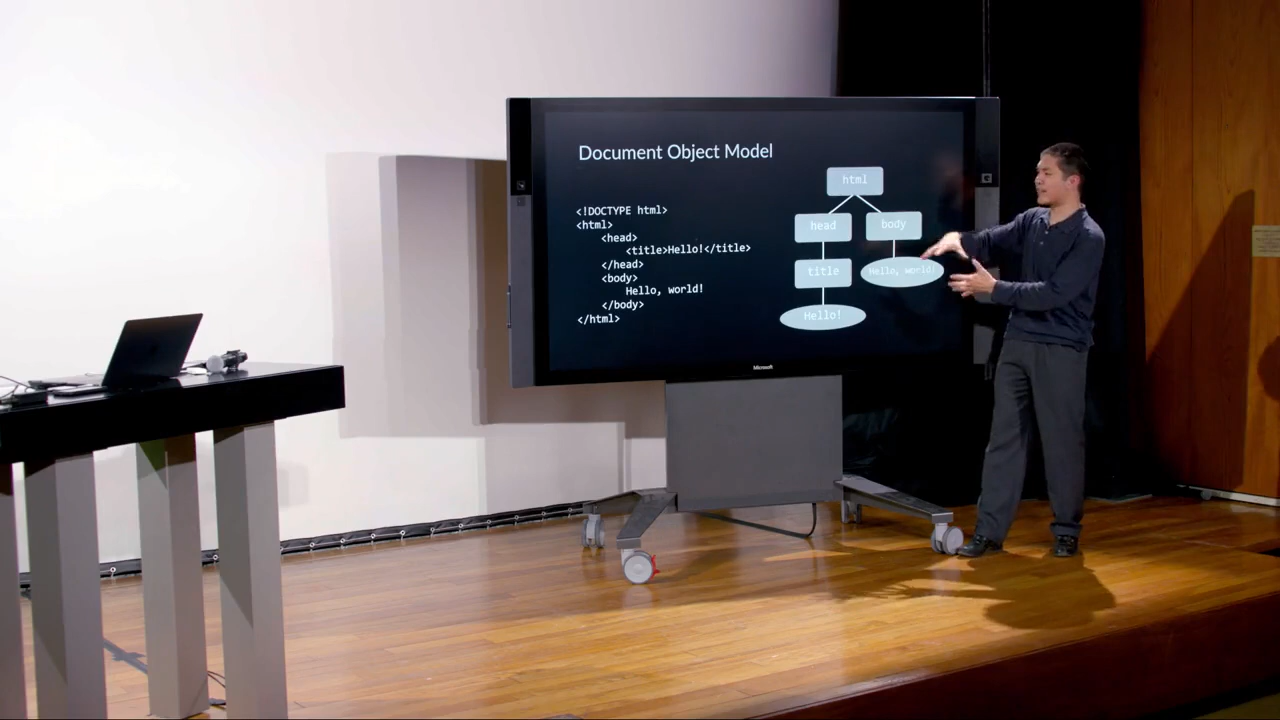 Document Object Model
<!DOCTYPE html>
<html>
    <head>
        <title>Hello!</title>
    </head>
    <body>
        Hello, world!
    </body>
</html>
html
head
body
title
Hello, world!
Hello!
Microsoft